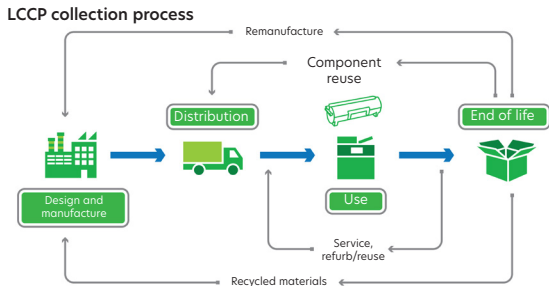 LCCP collection process
Remanufacture
Component
reuse
Distribution
End of life
Design and
manufacture
Use
Service,
refurb/reuse
Recycled materials